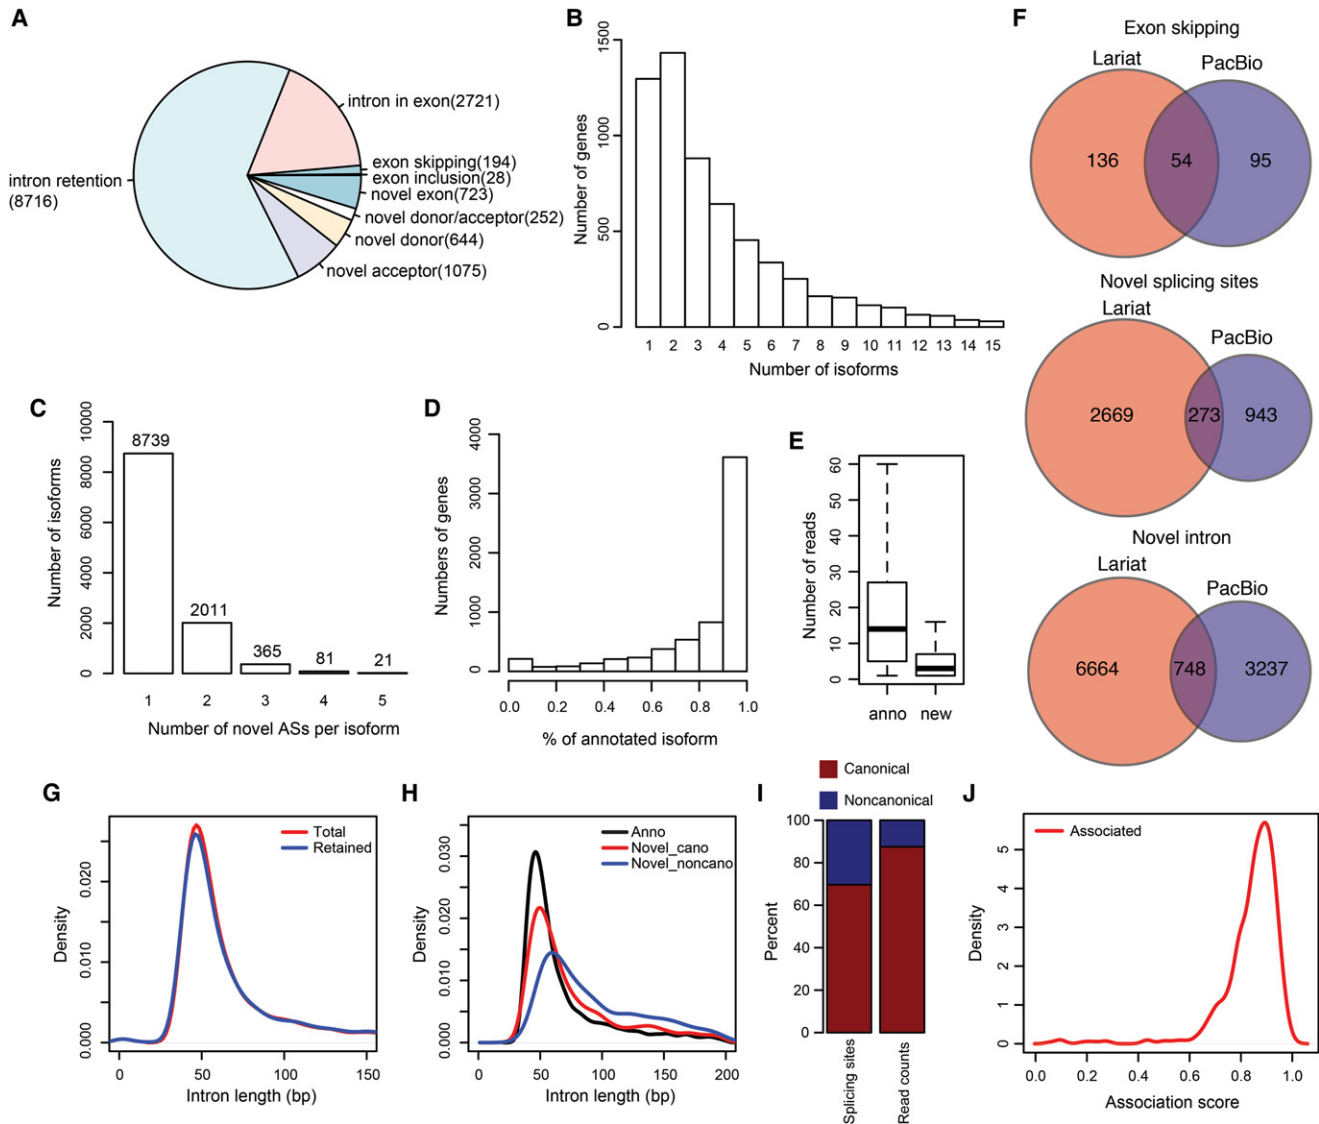 A
intron in exon(2721)
exon skipping(194)
exon inclusion(28)
novel exon(723)
novel donor/acceptor(252)
novel donor(644)
novel acceptor(1075)
intron retention
(8716)
B
Number of genes
1500
1000
500
0
1 2 3 4 5 6 7 8 9 10 11 12 13 14 15
Number of isoforms
C
Number of isoforms
10000
8000
6000
4000
2000
0
8739
2011
365
81
21
1 2 3 4 5
Number of novel ASs per isoform
D
Numbers of genes
4000
3000
2000
1000
0
0.0 0.2 0.4 0.6 0.8 1.0
% of annotated isoform
E
Number of reads
60
50
40
30
20
10
0
anno new
F
Exon skipping
Lariat
PacBio
136 54 95
Novel splicing sites
Lariat
PacBio
2669 273 943
Novel intron
Lariat
PacBio
6664 748 3237
G
Density
0.020
0.010
0.000
Total
Retained
0 50 100 150
Intron length (bp)
H
Density
0.030
0.020
0.010
0.000
Anno
Novel_cano
Novel_noncano
0 50 100 150 200
Intron length (bp)
I
Canonical
Noncanonical
Percent
100
80
60
40
20
0
Splicing sites
Read counts
J
Density
5
4
3
2
1
0
Associated
0.0 0.2 0.4 0.6 0.8 1.0
Association score